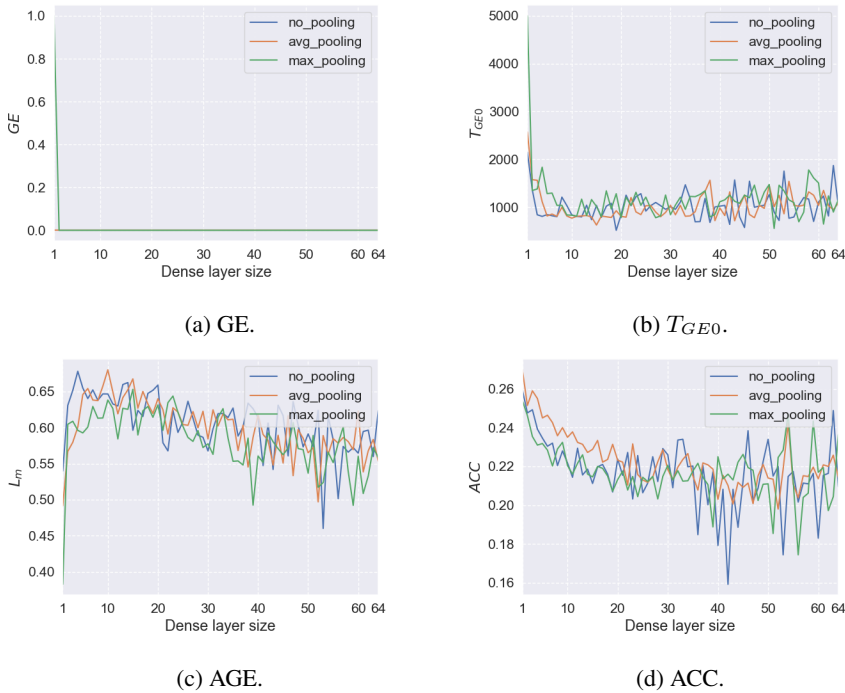 1.0
0.8
0.6
0.4
0.2
0.0
GE
no_pooling
avg_pooling
max_pooling
1 10 20 30 40 50 60 64
Dense layer size
(a) GE.
5000
4000
3000
2000
1000
T_{GE0}
no_pooling
avg_pooling
max_pooling
1 10 20 30 40 50 60 64
Dense layer size
(b) T_{GE0}.
0.65
0.60
0.55
0.50
0.45
0.40
L_m
no_pooling
avg_pooling
max_pooling
1 10 20 30 40 50 60 64
Dense layer size
(c) AGE.
0.26
0.24
0.22
0.20
0.18
0.16
ACC
no_pooling
avg_pooling
max_pooling
1 10 20 30 40 50 60 64
Dense layer size
(d) ACC.